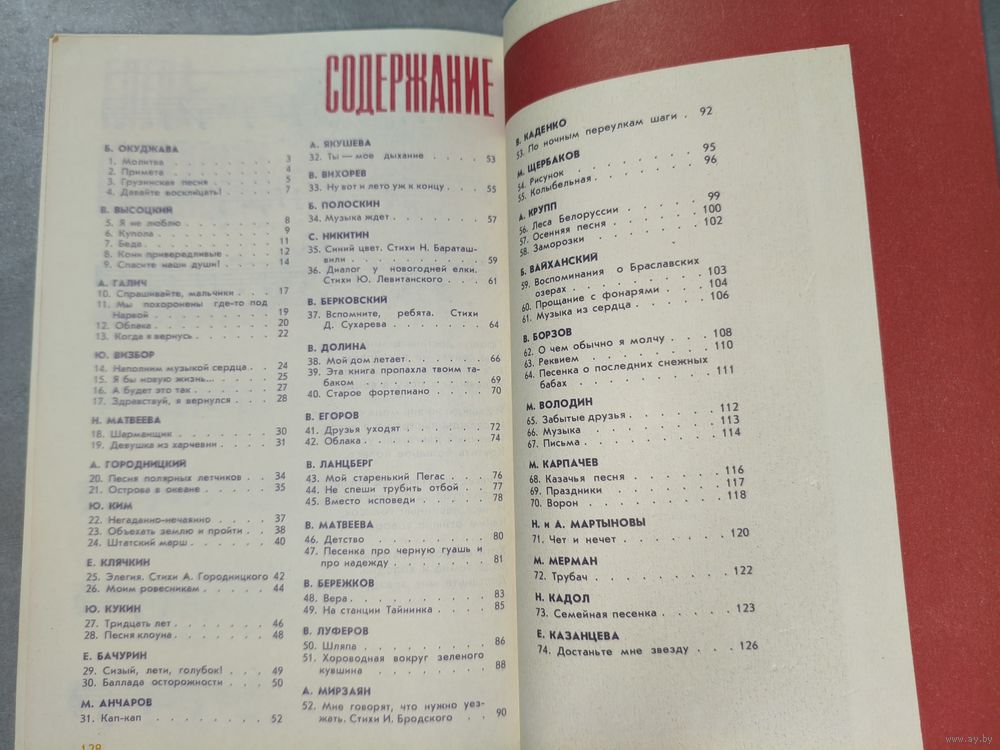 СОДЕРЖАНИЕ
Б. ОКУДЖАВА
1. Молитва . . . . . . . . 3
2. Примета . . . . . . . . 4
3. Грузинская песня . . . . . 5
4. Давайте восклицать! . . . . 7
В. ВЫСОЦКИЙ
5. Я не люблю . . . . . . . 8
6. Купола . . . . . . . . 9
7. Беда . . . . . . . . . 11
8. Кони привередливые . . . . 12
9. Спасите наши души! . . . . 14
А. ГАЛИЧ
10. Спрашивайте, мальчики . . . 17
11. Мы похоронены где-то под
Нарвой . . . . . . . . 19
12. Облака . . . . . . . . 20
13. Когда я вернусь . . . . . 22
Ю. ВИЗБОР
14. Наполним музыкой сердца . . 24
15. Я бы новую жизнь... . . . . 25
16. А будет это так . . . . . 27
17. Здравствуй, я вернулся . . . 28
Н. МАТВЕЕВА
18. Шарманщик . . . . . . . 30
19. Девушка из харчевни . . . . 31
А. ГОРОДНИЦКИЙ
20. Песня полярных летчиков . . 34
21. Острова в океане . . . . . 35
Ю. КИМ
22. Негаданно-нечаянно . . . . 37
23. Объехать землю и пройти . . 38
24. Штатский марш . . . . . . 40
Е. КЛЯЧКИН
25. Элегия. Стихи А. Городницкого 42
26. Моим ровесникам . . . . . 44
Ю. КУКИН
27. Тридцать лет . . . . . . 46
28. Песня клоуна . . . . . . 48
Е. БАЧУРИН
29. Сизый, лети, голубок! . . . 49
30. Баллада осторожности . . . 50
М. АНЧАРОВ
31. Кап-кап . . . . . . . . 52
128
А. ЯКУШЕВА
32. Ты — мое дыхание . . . . 53
В. ВИХОРЕВ
33. Ну вот и лето уж к концу . . 55
Б. ПОЛОСКИН
34. Музыка ждет . . . . . . 57
С. НИКИТИН
35. Синий цвет. Стихи Н. Бараташ-
вили . . . . . . . . . 59
36. Диалог у новогодней елки.
Стихи Ю. Левитанского . . . 61
В. БЕРКОВСКИЙ
37. Вспомните, ребята. Стихи
Д. Сухарева . . . . . . 64
В. ДОЛИНА
38. Мой дом летает . . . . . 66
39. Эта книга пропахла твоим та-
баком . . . . . . . . 69
40. Старое фортепиано . . . . 70
В. ЕГОРОВ
41. Друзья уходят . . . . . . 72
42. Облака . . . . . . . . 74
В. ЛАНЦБЕРГ
43. Мой старенький Пегас . . . 76
44. Не спеши трубить отбой . . 77
45. Вместо исповеди . . . . . 78
В. МАТВЕЕВА
46. Детство . . . . . . . . 80
47. Песенка про черную гуашь и
про надежду . . . . . . 81
В. БЕРЕЖКОВ
48. Вера . . . . . . . . . 83
49. На станции Тайнинка . . . . 85
В. ЛУФЕРОВ
50. Шляпа . . . . . . . . 86
51. Хороводная вокруг зеленого
кувшина . . . . . . . . 88
А. МИРЗАЯН
52. Мне говорят, что нужно уез-
жать. Стихи И. Бродского . . 90
В. КАДЕНКО
53. По ночным переулкам шаги . 92
М. ЩЕРБАКОВ
54. Рисунок . . . . . . . . 95
55. Колыбельная . . . . . . . 96
А. КРУПП
56. Леса Белоруссии . . . . . 99
57. Осенняя песня . . . . . . 100
58. Заморозки . . . . . . . 102
Б. ВАЙХАНСКИЙ
59. Воспоминания о Браславских
озерах . . . . . . . . 103
60. Прощание с фонарями . . . 104
61. Музыка из сердца . . . . . 106
В. БОРЗОВ
62. О чем обычно я молчу . . . 108
63. Реквием . . . . . . . . 110
64. Песенка о последних снежных
бабах . . . . . . . . . 111
М. ВОЛОДИН
65. Забытые друзья . . . . . . 112
66. Музыка . . . . . . . . 113
67. Письма . . . . . . . . 114
М. КАРПАЧЕВ
68. Казачья песня . . . . . . 116
69. Праздники . . . . . . . 117
70. Ворон . . . . . . . . . 118
Н. и А. МАРТЫНОВЫ
71. Чет и нечет . . . . . . . 120
М. МЕРМАН
72. Трубач . . . . . . . . 122
Н. КАДОЛ
73. Семейная песенка . . . . . 123
Е. КАЗАНЦЕВА
74. Достаньте мне звезду . . . . 126
www.ay.by